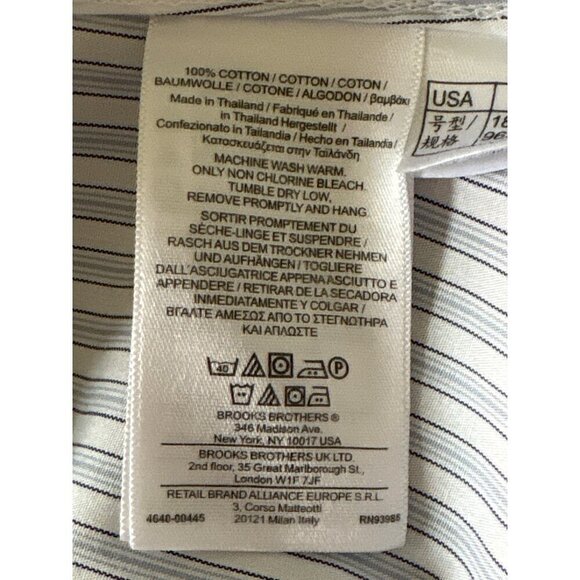 100% COTTON / COTTON / COTON /
BAUMWOLLE / COTONE / ALGODON / βαμβάκι
Made in Thailand / Fabriqué en Thaïlande /
in Thailand Hergestellt /
Confezionato in Tailandia / Hecho en Tailandia/
Κατασκευάζεται στην Ταϊλάνδη
MACHINE WASH WARM.
ONLY NON CHLORINE BLEACH.
TUMBLE DRY LOW,
REMOVE PROMPTLY AND HANG.
SORTIR PROMPTEMENT DU
SÈCHE-LINGE ET SUSPENDRE /
RASCH AUS DEM TROCKNER NEHMEN
UND AUFHÄNGEN / TOGLIERE
DALL'ASCIUGATRICE APPENA ASCIUTTO E
APPENDERE / RETIRAR DE LA SECADORA
INMEDIATAMENTE Y COLGAR /
ΒΓΑΛΤΕ ΑΜΕΣΩΣ ΑΠΟ ΤΟ ΣΤΕΓΝΩΤΗΡΑ
ΚΑΙ ΑΠΛΩΣΤΕ
40 P
BROOKS BROTHERS ®
346 Madison Ave.
New York, NY 10017 USA
BROOKS BROTHERS UK LTD.
2nd floor, 35 Great Marlborough St.,
London W1F 7JF
RETAIL BRAND ALLIANCE EUROPE S.R.L.
3, Corso Matteotti
4640-00445 20121 Milan Italy RN93985
USA
号型/
规格